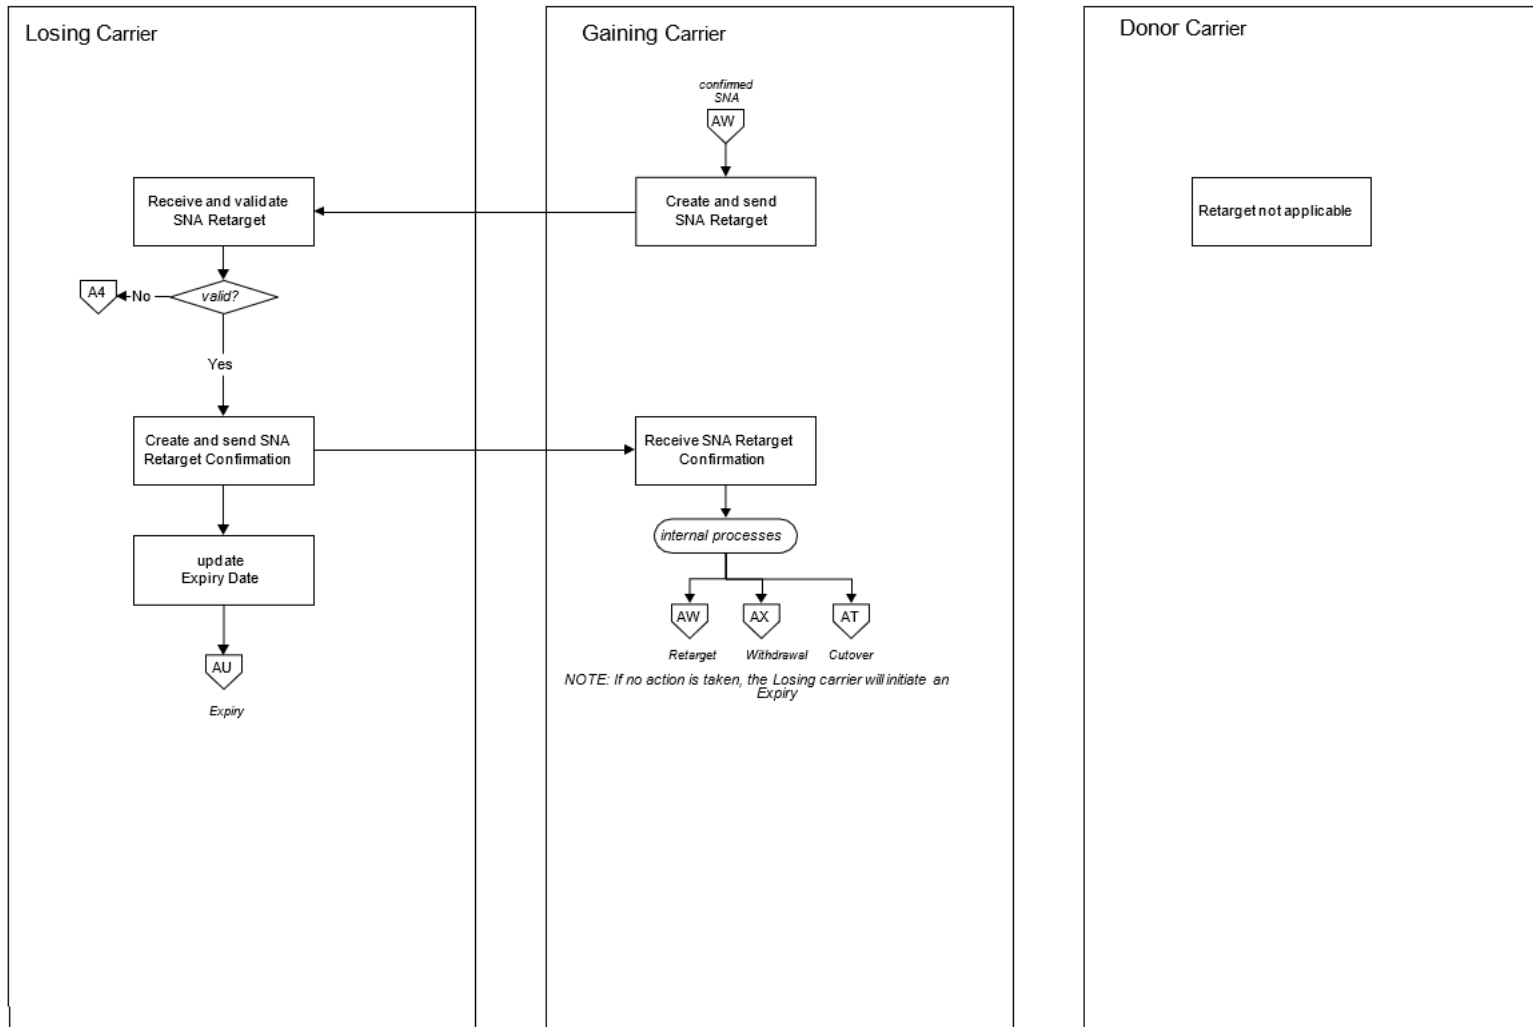 Losing Carrier
Gaining Carrier
Donor Carrier
confirmed
SNA
AW
Receive and validate
SNA Retarget
Create and send
SNA Retarget
Retarget not applicable
A4
No
valid?
Yes
Create and send SNA
Retarget Confirmation
Receive SNA Retarget
Confirmation
internal processes
update
Expiry Date
AW
AX
AT
Retarget
Withdrawal
Cutover
AU
Expiry
NOTE: If no action is taken, the Losing carrier will initiate an
Expiry